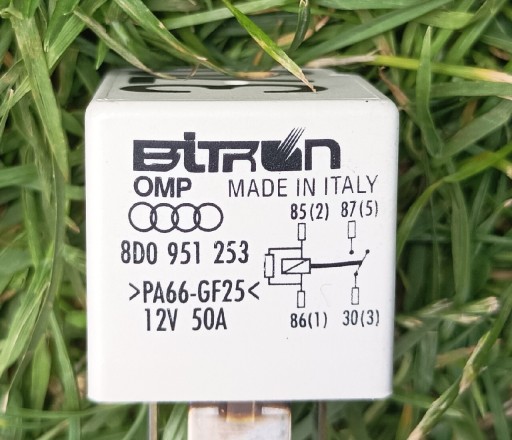 BITRON
OMP MADE IN ITALY
8D0 951 253
>PA66-GF25<
12V 50A
85(2) 87(5)
86(1) 30(3)